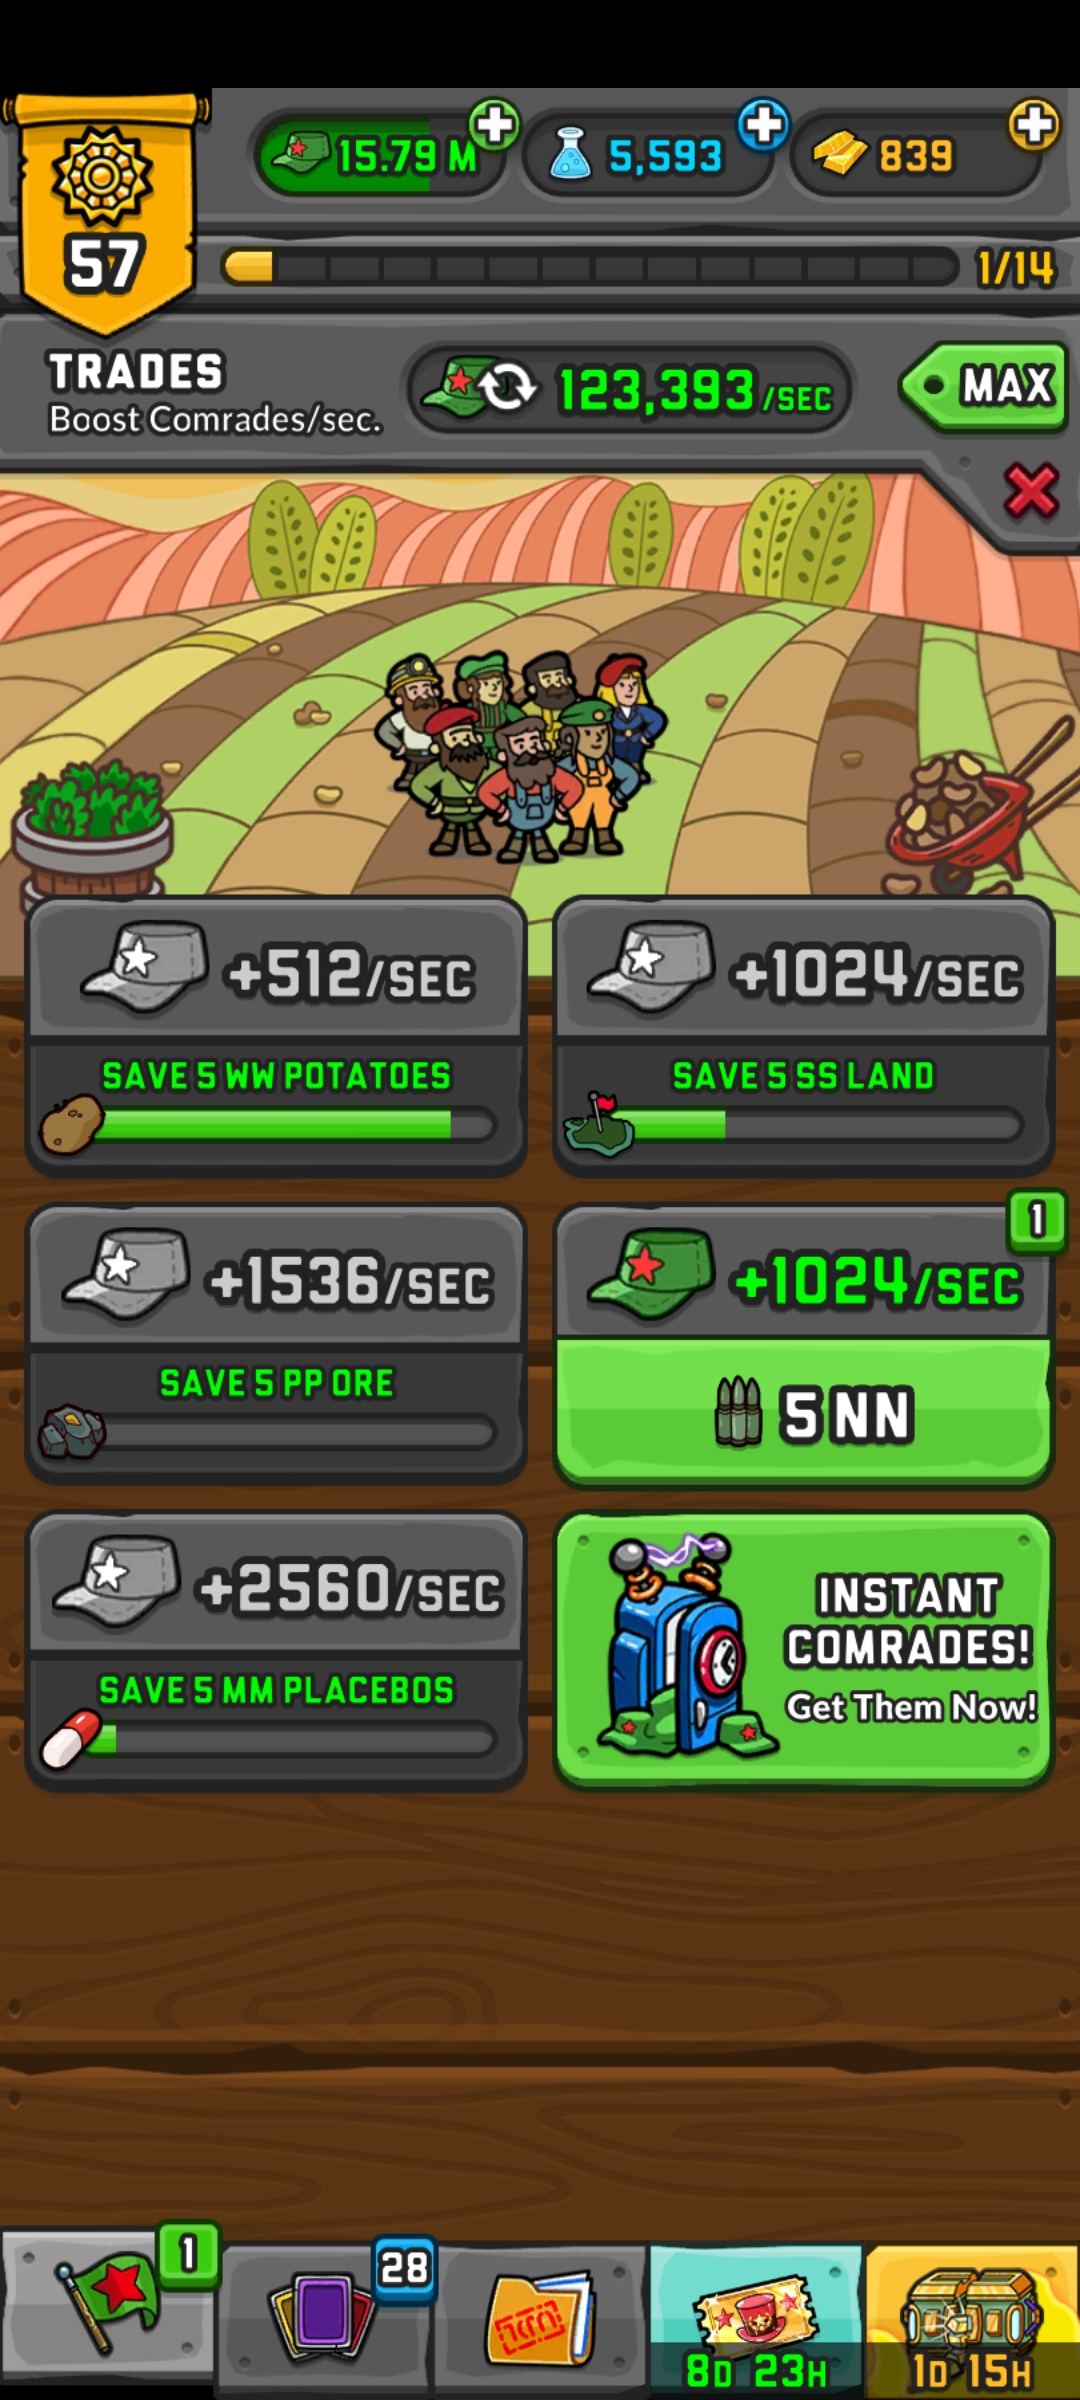 15.79 M
5,593
839
57
1/14
TRADES
Boost Comrades/sec.
123,393/SEC
MAX
+512/SEC
SAVE 5 WW POTATOES
+1024/SEC
SAVE 5 SS LAND
+1536/SEC
SAVE 5 PP ORE
1
+1024/SEC
5 NN
+2560/SEC
SAVE 5 MM PLACEBOS
INSTANT
COMRADES!
Get Them Now!
1
28
8D 23H
1D 15H